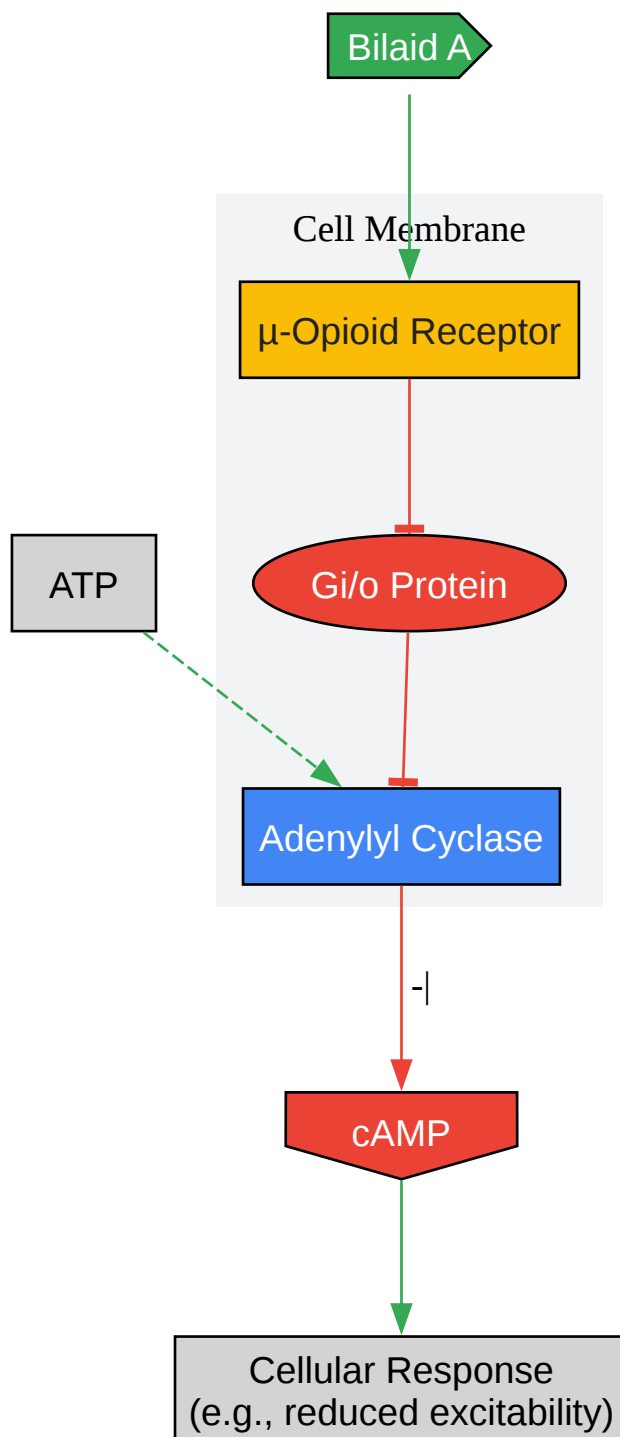 Bilaid A
Cell Membrane
µ-Opioid Receptor
ATP
Gi/o Protein
Adenylyl Cyclase
-|
cAMP
Cellular Response
(e.g., reduced excitability)